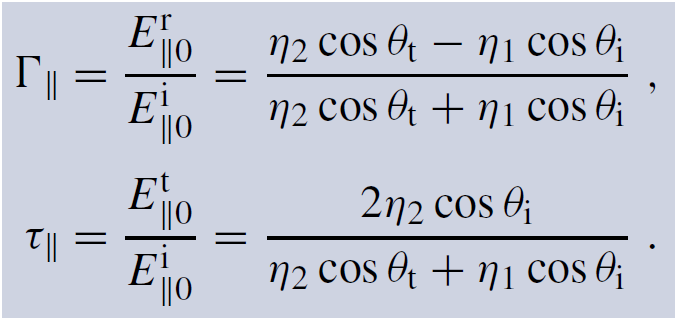 Γ∥ = E^r_∥0 / E^i_∥0 = (η₂ cos θt − η₁ cos θi) / (η₂ cos θt + η₁ cos θi) ,
τ∥ = E^t_∥0 / E^i_∥0 = 2η₂ cos θi / (η₂ cos θt + η₁ cos θi) .